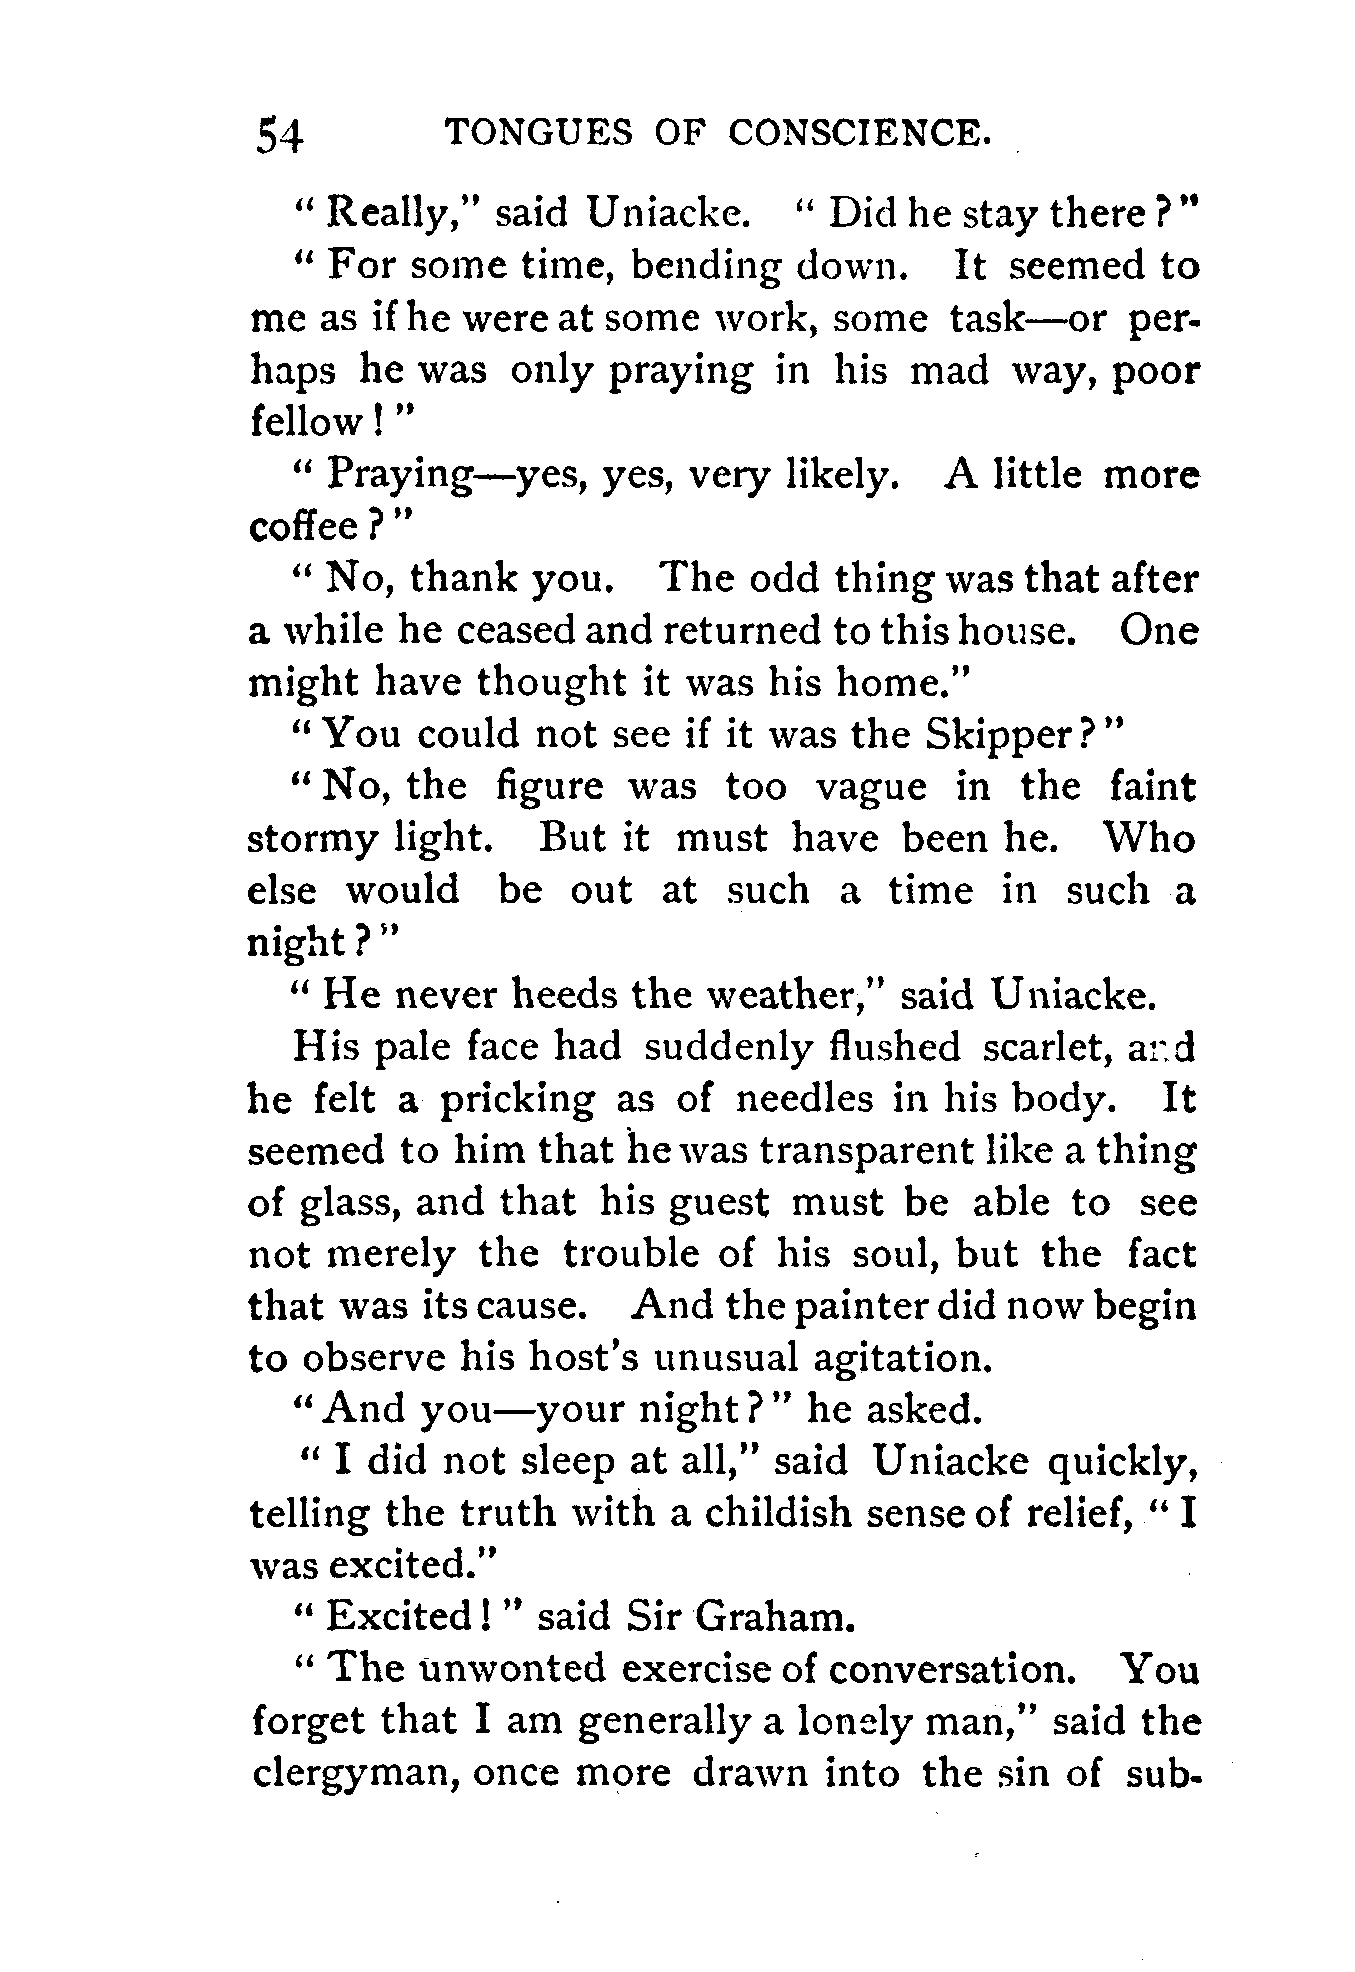 54 TONGUES OF CONSCIENCE.
" Really," said Uniacke. " Did he stay there ? "
" For some time, bending down. It seemed to
me as if he were at some work, some task—or per-
haps he was only praying in his mad way, poor
fellow ! "
" Praying—yes, yes, very likely. A little more
coffee ? "
" No, thank you. The odd thing was that after
a while he ceased and returned to this house. One
might have thought it was his home."
" You could not see if it was the Skipper ? "
" No, the figure was too vague in the faint
stormy light. But it must have been he. Who
else would be out at such a time in such a
night ? "
" He never heeds the weather," said Uniacke.
His pale face had suddenly flushed scarlet, and
he felt a pricking as of needles in his body. It
seemed to him that he was transparent like a thing
of glass, and that his guest must be able to see
not merely the trouble of his soul, but the fact
that was its cause. And the painter did now begin
to observe his host's unusual agitation.
" And you—your night ? " he asked.
" I did not sleep at all," said Uniacke quickly,
telling the truth with a childish sense of relief, " I
was excited."
" Excited ! " said Sir Graham.
" The unwonted exercise of conversation. You
forget that I am generally a lonely man," said the
clergyman, once more drawn into the sin of sub-